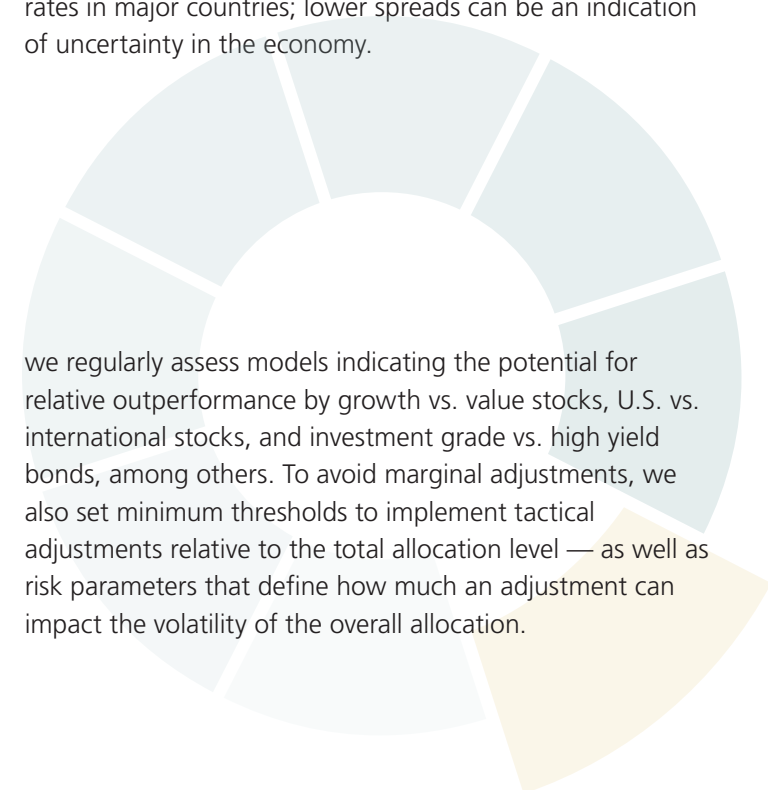 rates in major countries; lower spreads can be an indication
of uncertainty in the economy.
we regularly assess models indicating the potential for
relative outperformance by growth vs. value stocks, U.S. vs.
international stocks, and investment grade vs. high yield
bonds, among others. To avoid marginal adjustments, we
also set minimum thresholds to implement tactical
adjustments relative to the total allocation level — as well as
risk parameters that define how much an adjustment can
impact the volatility of the overall allocation.